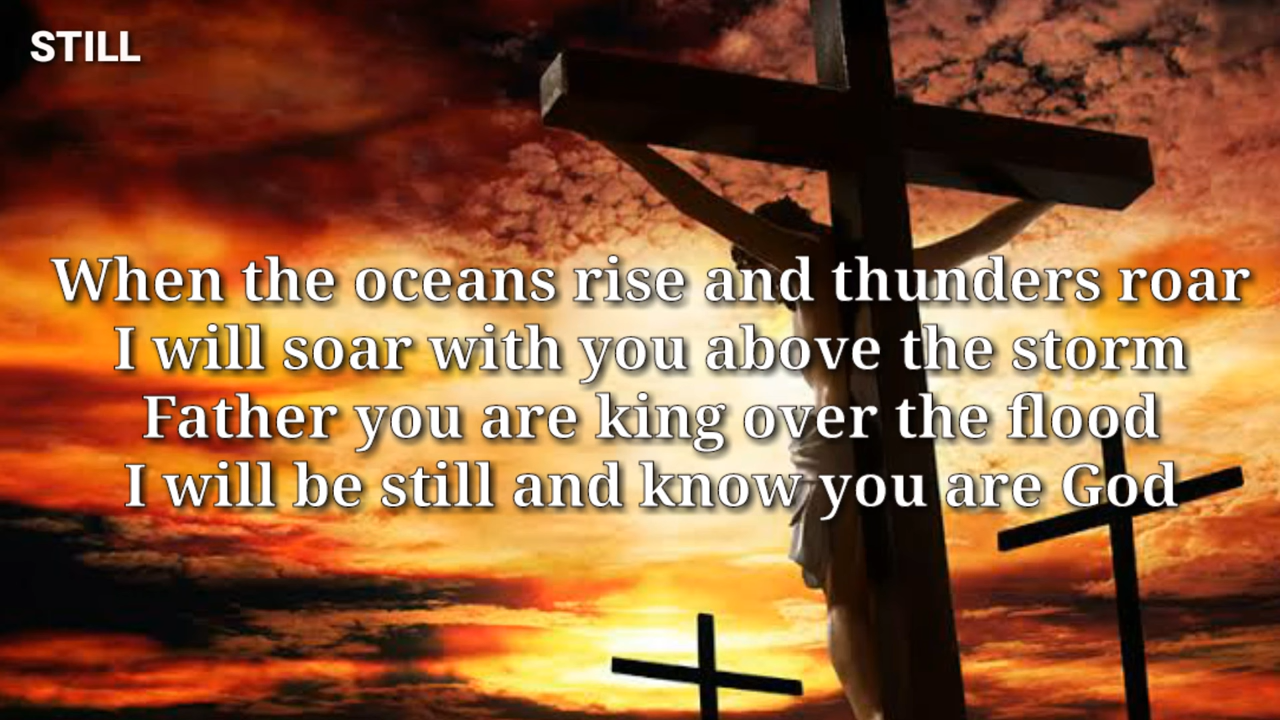 STILL
When the oceans rise and thunders roar
I will soar with you above the storm
Father you are king over the flood
I will be still and know you are God